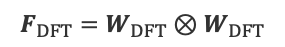 𝑭_DFT = 𝑾_DFT ⊗ 𝑾_DFT